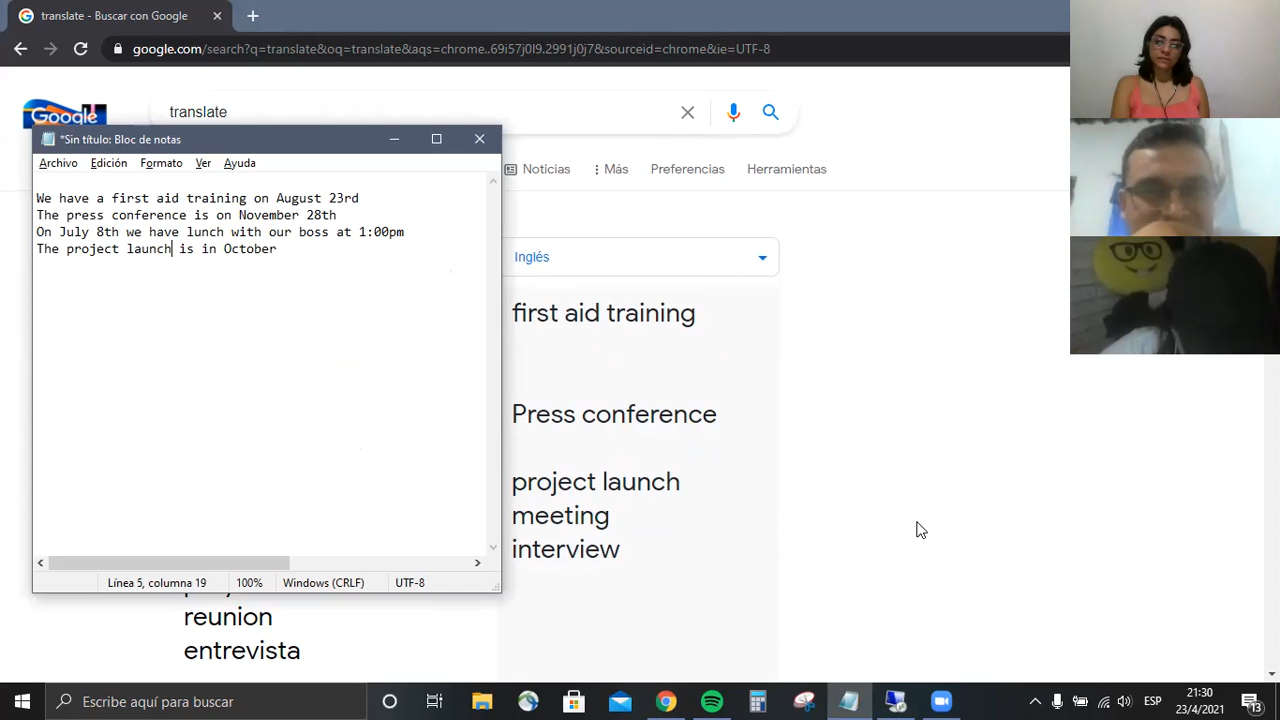 translate - Buscar con Google
google.com/search?q=translate&oq=translate&aqs=chrome..69i57j0l9.2991j0j7&sourceid=chrome&ie=UTF-8
Google
translate
*Sin título: Bloc de notas
Archivo Edición Formato Ver Ayuda
Noticias Más Preferencias Herramientas
We have a first aid training on August 23rd
The press conference is on November 28th
On July 8th we have lunch with our boss at 1:00pm
The project launch is in October
Inglés
first aid training
Press conference
project launch
meeting
interview
Línea 5, columna 19 100% Windows (CRLF) UTF-8
reunion
entrevista
Escribe aquí para buscar
ESP
21:30
23/4/2021
13